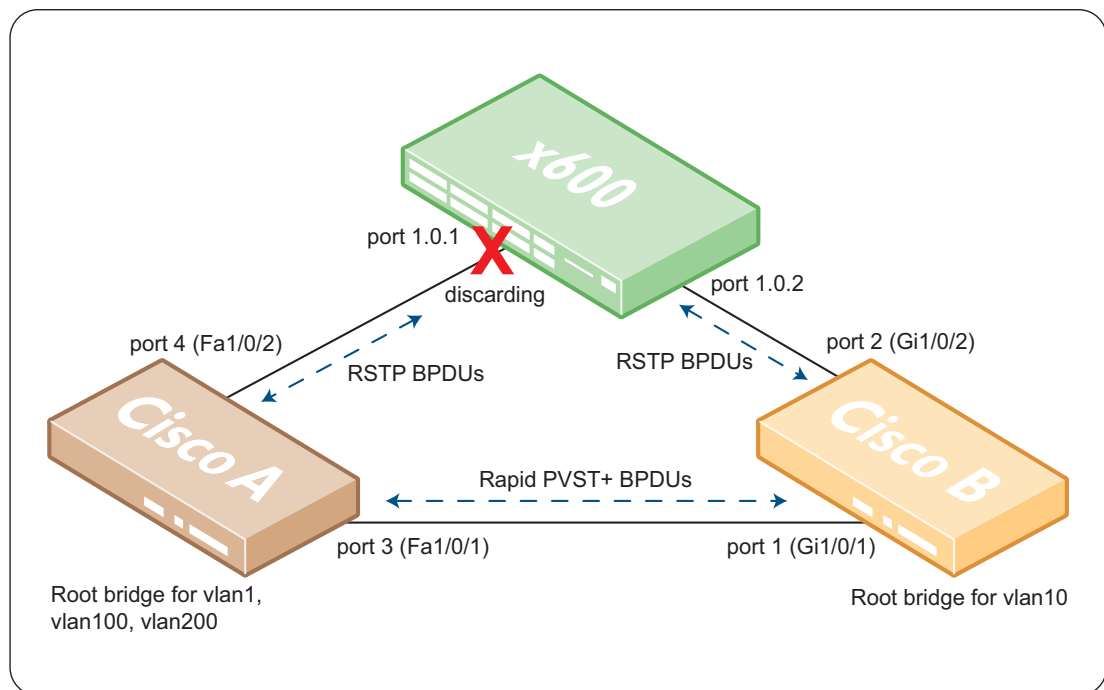 x600
port 1.0.1
X
discarding
port 1.0.2
port 4 (Fa1/0/2)
port 2 (Gi1/0/2)
RSTP BPDUs
RSTP BPDUs
Cisco A
Cisco B
Rapid PVST+ BPDUs
port 3 (Fa1/0/1)
port 1 (Gi1/0/1)
Root bridge for vlan1,
vlan100, vlan200
Root bridge for vlan10